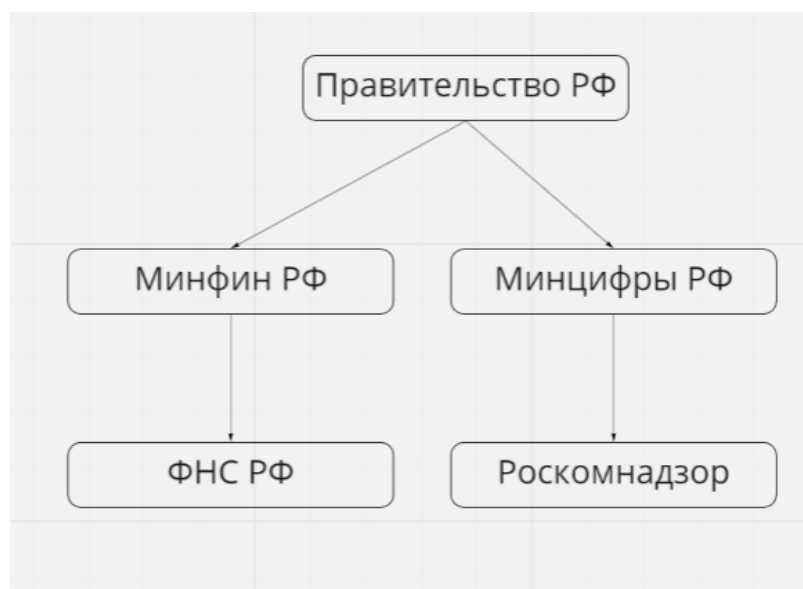 Правительство РФ
Минфин РФ
Минцифры РФ
ФНС РФ
Роскомнадзор